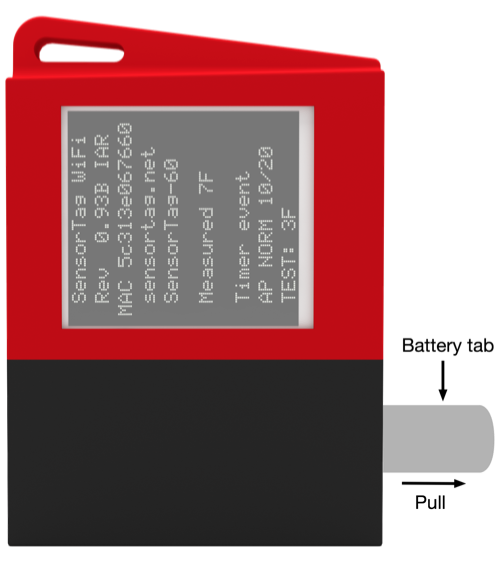 SensorTag WiFi
Rev 0.93B IAR
MAC 5c313e067660
sensortag.net
SensorTag-60
Measured 7F
Timer event
AP NORM 10/20
TEST: 3F
Battery tab
Pull